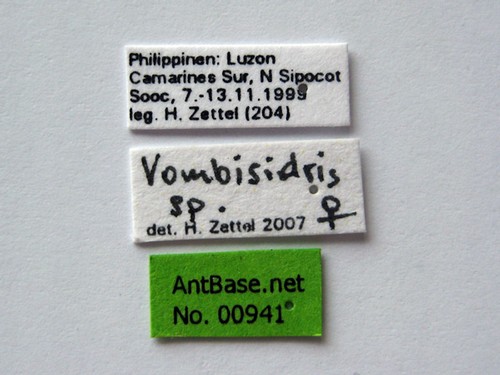 Philippinen: Luzon
Camarines Sur, N Sipocot
Sooc, 7.-13.11.1999
leg. H. Zettel (204)
Vombisidris
sp. ♀
det. H. Zettel 2007
AntBase.net
No. 00941